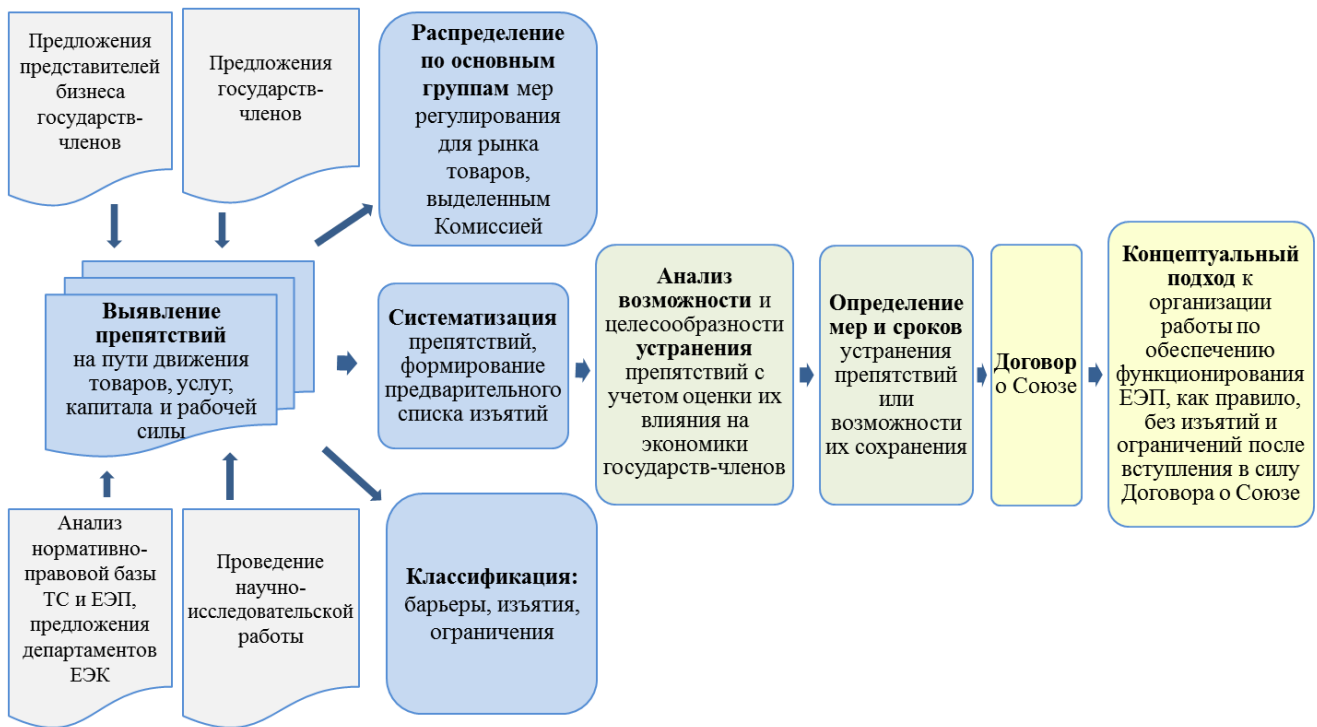 Предложения
представителей
бизнеса
государств-
членов
Предложения
государств-
членов
Распределение
по основным
группам мер
регулирования
для рынка
товаров,
выделенным
Комиссией
Выявление
препятствий
на пути движения
товаров, услуг,
капитала и рабочей
силы
Систематизация
препятствий,
формирование
предварительного
списка изъятий
Анализ
возможности и
целесообразности
устранения
препятствий с
учетом оценки их
влияния на
экономики
государств-членов
Определение
мер и сроков
устранения
препятствий
или
возможности
их сохранения
Договор
о Союзе
Концептуальный
подход к
организации
работы по
обеспечению
функционирования
ЕЭП, как правило,
без изъятий и
ограничений после
вступления в силу
Договора о Союзе
Анализ
нормативно-
правовой базы
ТС и ЕЭП,
предложения
департаментов
ЕЭК
Проведение
научно-
исследовательской
работы
Классификация:
барьеры, изъятия,
ограничения